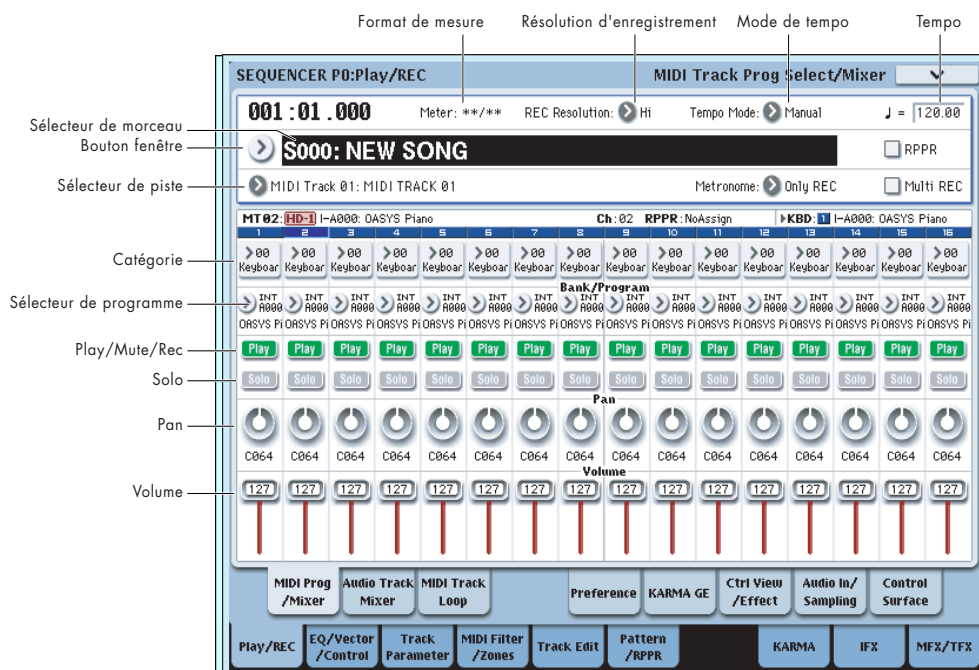 Format de mesure Résolution d'enregistrement Mode de tempo Tempo
SEQUENCER P0:Play/REC MIDI Track Prog Select/Mixer
001:01.000 Meter: **/** REC Resolution: Hi Tempo Mode: Manual ♩ = 120.00
Sélecteur de morceau
Bouton fenêtre
S000: NEW SONG RPPR
Sélecteur de piste
MIDI Track 01: MIDI TRACK 01 Metronome: Only REC Multi REC
MT02: HD-1 I-A000: OASYS Piano Ch:02 RPPR:NoAssign KBD: 1 I-A000: OASYS Piano
1 2 3 4 5 6 7 8 9 10 11 12 13 14 15 16
Catégorie
00 00 00 00 00 00 00 00 00 00 00 00 00 00 00 00
Keyboar Keyboar Keyboar Keyboar Keyboar Keyboar Keyboar Keyboar Keyboar Keyboar Keyboar Keyboar Keyboar Keyboar Keyboar Keyboar
Bank/Program
Sélecteur de programme
INT INT INT INT INT INT INT INT INT INT INT INT INT INT INT INT
A000 A000 A000 A000 A000 A000 A000 A000 A000 A000 A000 A000 A000 A000 A000 A000
OASYS Pi OASYS Pi OASYS Pi OASYS Pi OASYS Pi OASYS Pi OASYS Pi OASYS Pi OASYS Pi OASYS Pi OASYS Pi OASYS Pi OASYS Pi OASYS Pi OASYS Pi OASYS Pi
Play/Mute/Rec
Play Play Play Play Play Play Play Play Play Play Play Play Play Play Play Play
Solo
Solo Solo Solo Solo Solo Solo Solo Solo Solo Solo Solo Solo Solo Solo Solo Solo
Pan
Pan
C064 C064 C064 C064 C064 C064 C064 C064 C064 C064 C064 C064 C064 C064 C064 C064
Volume
Volume
127 127 127 127 127 127 127 127 127 127 127 127 127 127 127 127
MIDI Prog /Mixer Audio Track Mixer MIDI Track Loop Preference KARMA GE Ctrl View /Effect Audio In/ Sampling Control Surface
Play/REC EQ/Vector /Control Track Parameter MIDI Filter /Zones Track Edit Pattern /RPPR KARMA IFX MFX/TFX